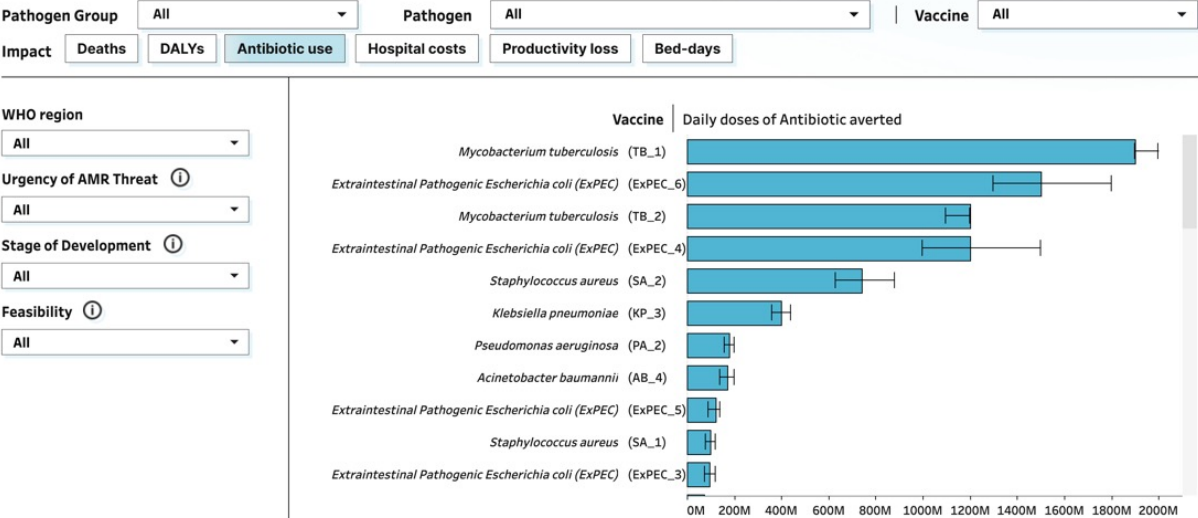 Pathogen Group All Pathogen All Vaccine All
Impact Deaths DALYs Antibiotic use Hospital costs Productivity loss Bed-days
WHO region
All
Urgency of AMR Threat
All
Stage of Development
All
Feasibility
All
Vaccine Daily doses of Antibiotic averted
Mycobacterium tuberculosis (TB_1)
Extraintestinal Pathogenic Escherichia coli (ExPEC) (ExPEC_6)
Mycobacterium tuberculosis (TB_2)
Extraintestinal Pathogenic Escherichia coli (ExPEC) (ExPEC_4)
Staphylococcus aureus (SA_2)
Klebsiella pneumoniae (KP_3)
Pseudomonas aeruginosa (PA_2)
Acinetobacter baumannii (AB_4)
Extraintestinal Pathogenic Escherichia coli (ExPEC) (ExPEC_5)
Staphylococcus aureus (SA_1)
Extraintestinal Pathogenic Escherichia coli (ExPEC) (ExPEC_3)
0M 200M 400M 600M 800M 1000M 1200M 1400M 1600M 1800M 2000M